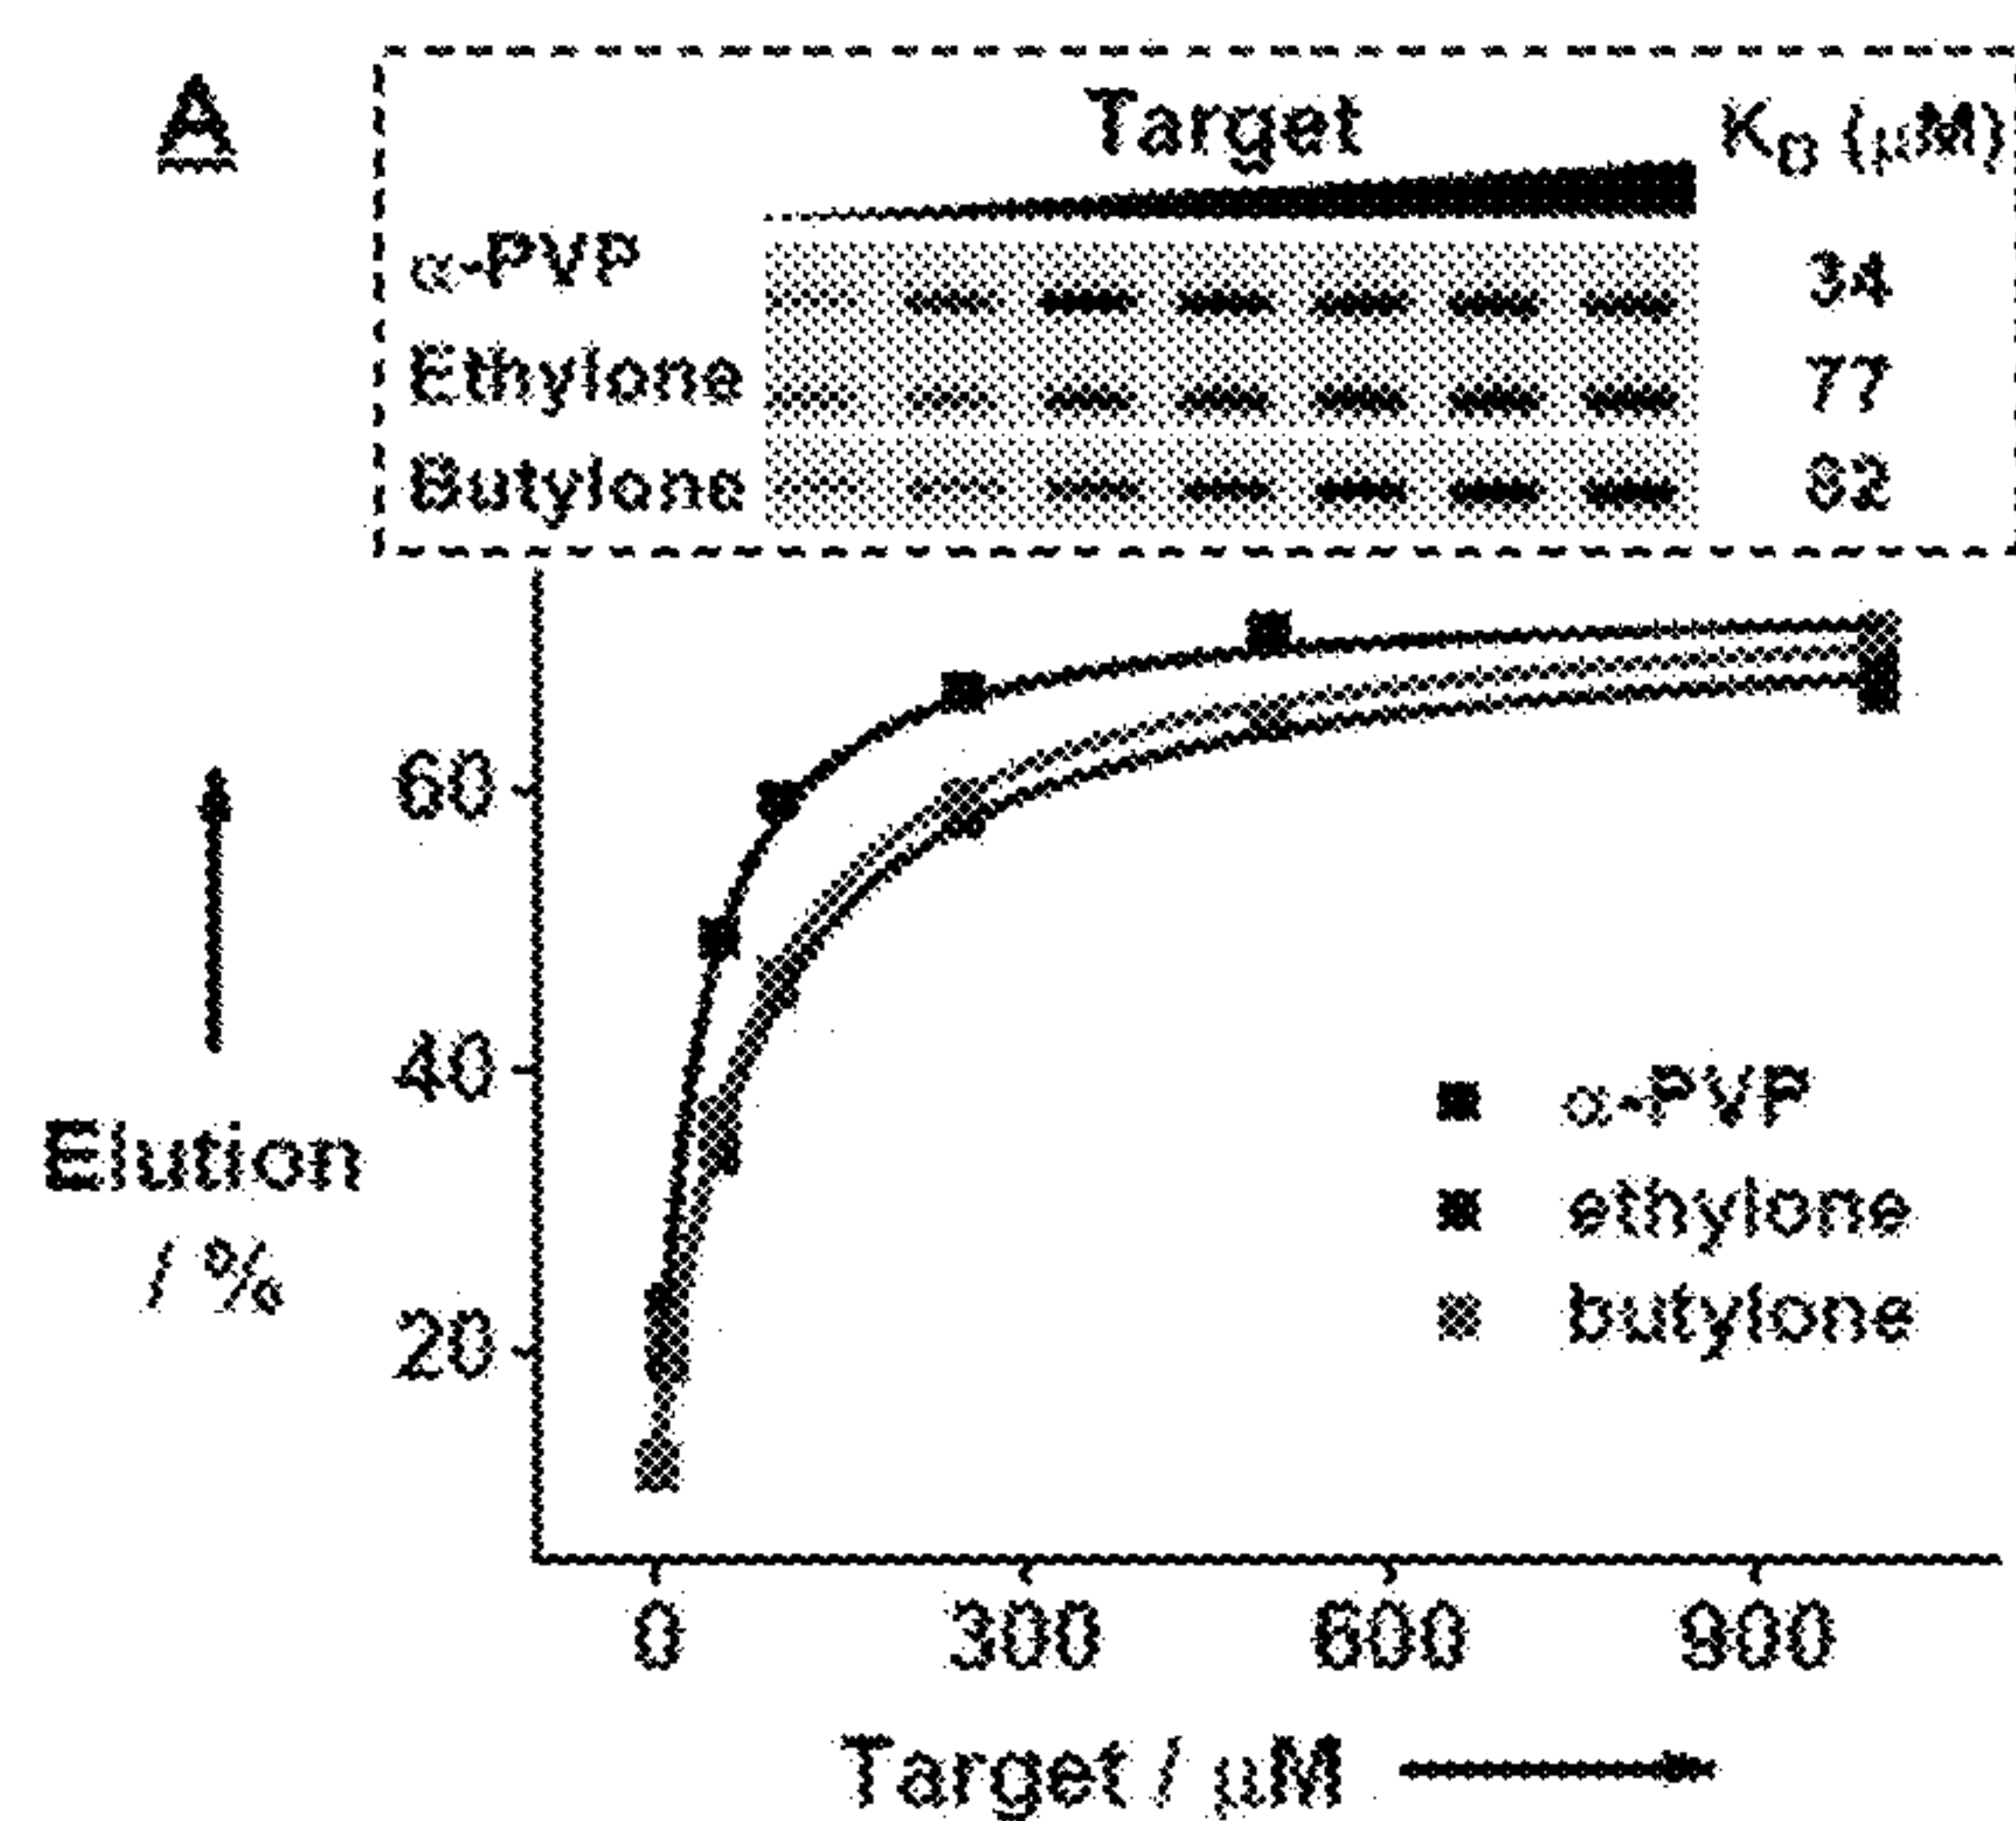 A
Target K_D (μM)
α-PVP 34
Ethylone 77
Butylone 82
60
40
20
Elution
/ %
α-PVP
ethylone
butylone
0 300 600 900
Target / μM